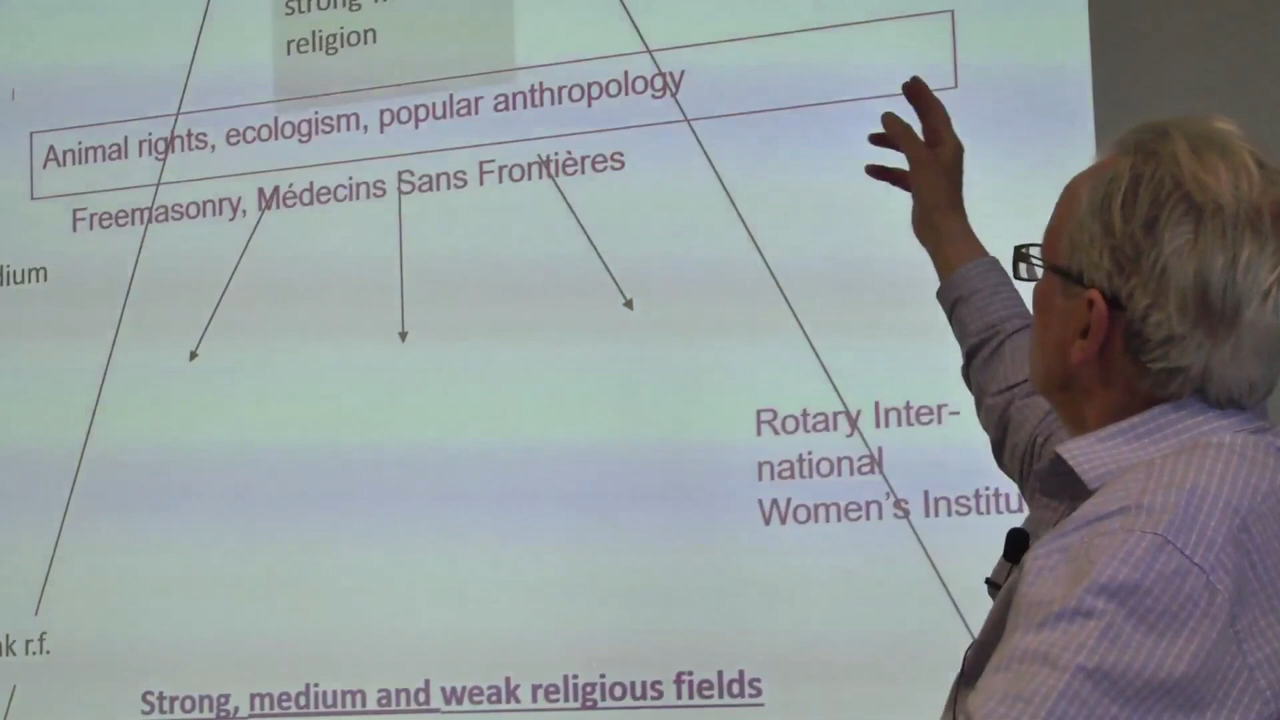 strong
religion
Animal rights, ecologism, popular anthropology
Freemasonry, Médecins Sans Frontières
dium
Rotary Inter-
national
Women's Institu
k r.f.
Strong, medium and weak religious fields